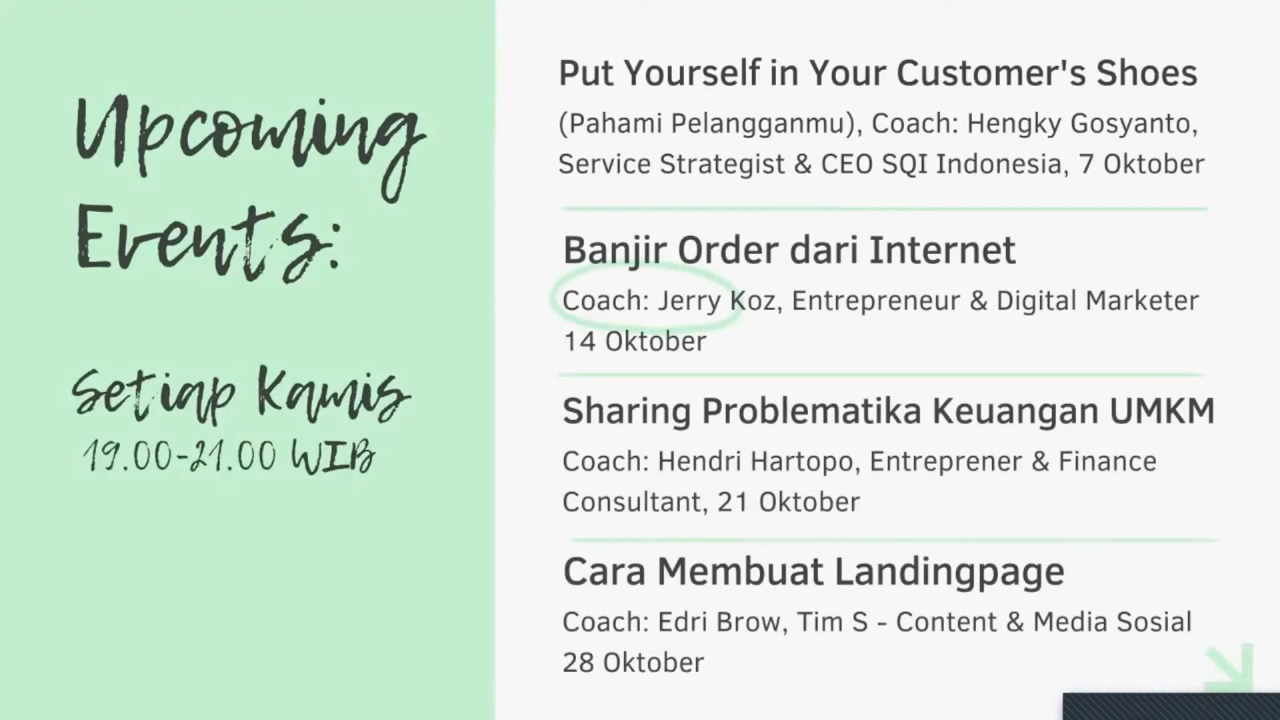 Upcoming
Events:
Setiap Kamis
19.00-21.00 WIB
Put Yourself in Your Customer's Shoes
(Pahami Pelangganmu), Coach: Hengky Gosyanto,
Service Strategist & CEO SQI Indonesia, 7 Oktober
Banjir Order dari Internet
Coach: Jerry Koz, Entrepreneur & Digital Marketer
14 Oktober
Sharing Problematika Keuangan UMKM
Coach: Hendri Hartopo, Entreprener & Finance
Consultant, 21 Oktober
Cara Membuat Landingpage
Coach: Edri Brow, Tim S - Content & Media Sosial
28 Oktober